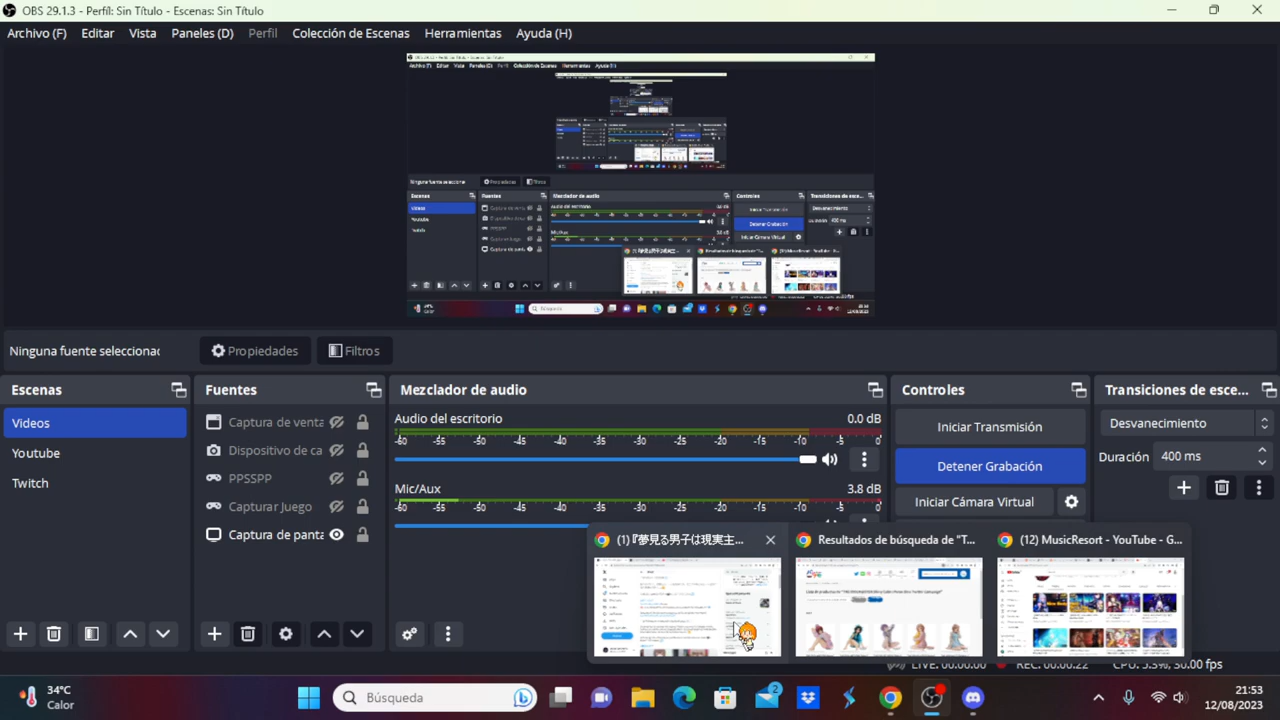 OBS 29.1.3 - Perfil: Sin Título - Escenas: Sin Título
Archivo (F) Editar Vista Paneles (D) Perfil Colección de Escenas Herramientas Ayuda (H)
Ninguna fuente seleccionar Propiedades Filtros
Escenas Fuentes Mezclador de audio Controles Transiciones de esce...
Videos
Youtube
Twitch
Captura de venta
Dispositivo de ca
PPSSPP
Capturar Juego
Captura de panta
Audio del escritorio 0.0 dB
-60 -55 -50 -45 -40 -35 -30 -25 -20 -15 -10 -5 0
Mic/Aux 3.8 dB
-60 -55 -50 -45 -40 -35 -30 -25 -20 -15 -10 -5 0
Iniciar Transmisión
Detener Grabación
Iniciar Cámara Virtual
Desvanecimiento
Duración 400 ms
(1)『夢見る男子は現実主...
Resultados de búsqueda de “T...
(12) MusicResort - YouTube - G...
LIVE: 00:00:00 REC: 00:00:22 CPU: 5.3%, 30.00 fps
34°C
Calor
Búsqueda
2
21:53
12/08/2023